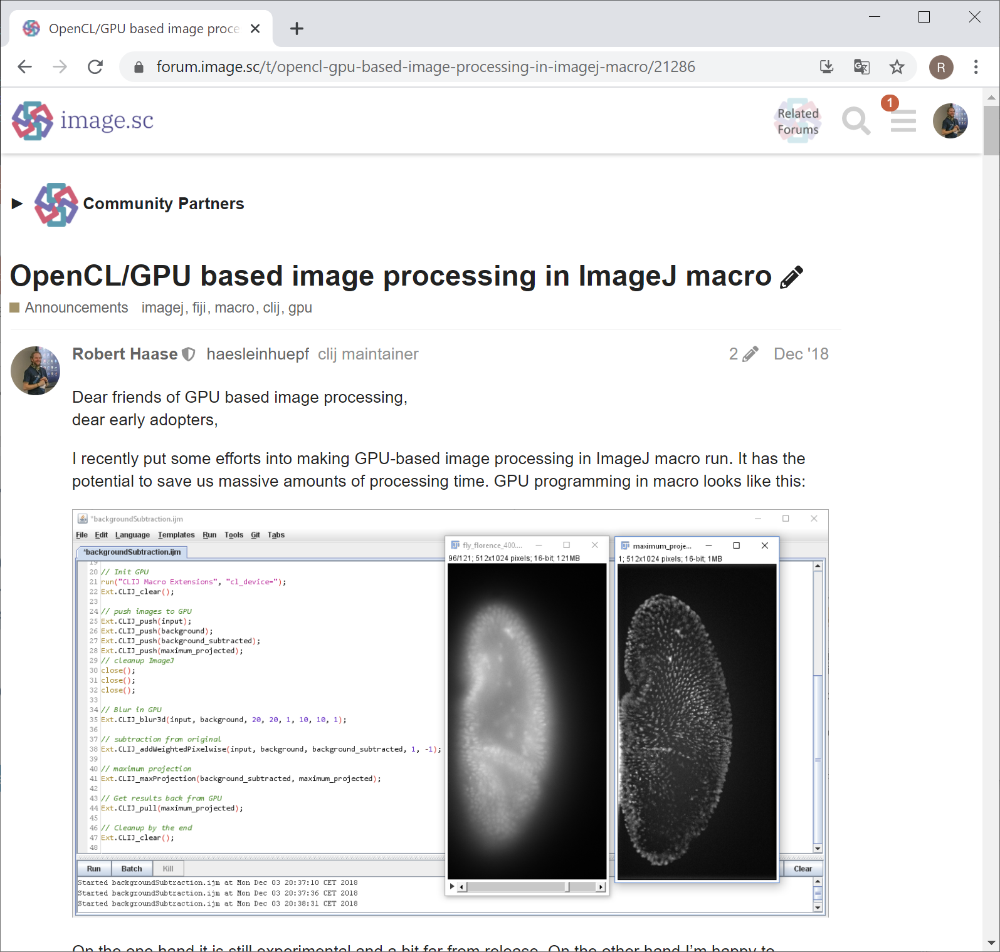 OpenCL/GPU based image proce
forum.image.sc/t/opencl-gpu-based-image-processing-in-imagej-macro/21286
R
image.sc
Related
Forums
1
Community Partners
OpenCL/GPU based image processing in ImageJ macro
Announcements imagej, fiji, macro, clij, gpu
Robert Haase haesleinhuepf clij maintainer 2 Dec '18
Dear friends of GPU based image processing,
dear early adopters,
I recently put some efforts into making GPU-based image processing in ImageJ macro run. It has the
potential to save us massive amounts of processing time. GPU programming in macro looks like this:
*backgroundSubtraction.ijm
File Edit Language Templates Run Tools Git Tabs
*backgroundSubtraction.ijm
19
20 // Init GPU
21 run("CLIJ Macro Extensions", "cl_device=");
22 Ext.CLIJ_clear();
23
24 // push images to GPU
25 Ext.CLIJ_push(input);
26 Ext.CLIJ_push(background);
27 Ext.CLIJ_push(background_subtracted);
28 Ext.CLIJ_push(maximum_projected);
29 // cleanup ImageJ
30 close();
31 close();
32 close();
33
34 // Blur in GPU
35 Ext.CLIJ_blur3d(input, background, 20, 20, 1, 10, 10, 1);
36
37 // subtraction from original
38 Ext.CLIJ_addWeightedPixelwise(input, background, background_subtracted, 1, -1);
39
40 // maximum projection
41 Ext.CLIJ_maxProjection(background_subtracted, maximum_projected);
42
43 // Get results back from GPU
44 Ext.CLIJ_pull(maximum_projected);
45
46 // Cleanup by the end
47 Ext.CLIJ_clear();
48
Run Batch Kill Clear
Started backgroundSubtraction.ijm at Mon Dec 03 20:37:10 CET 2018
Started backgroundSubtraction.ijm at Mon Dec 03 20:37:36 CET 2018
Started backgroundSubtraction.ijm at Mon Dec 03 20:38:31 CET 2018
fly_florence_400....
96/121; 512x1024 pixels; 16-bit; 121MB
maximum_proje...
1; 512x1024 pixels; 16-bit; 1MB
On the one hand it is still experimental and a bit far from release. On the other hand I'm happy to